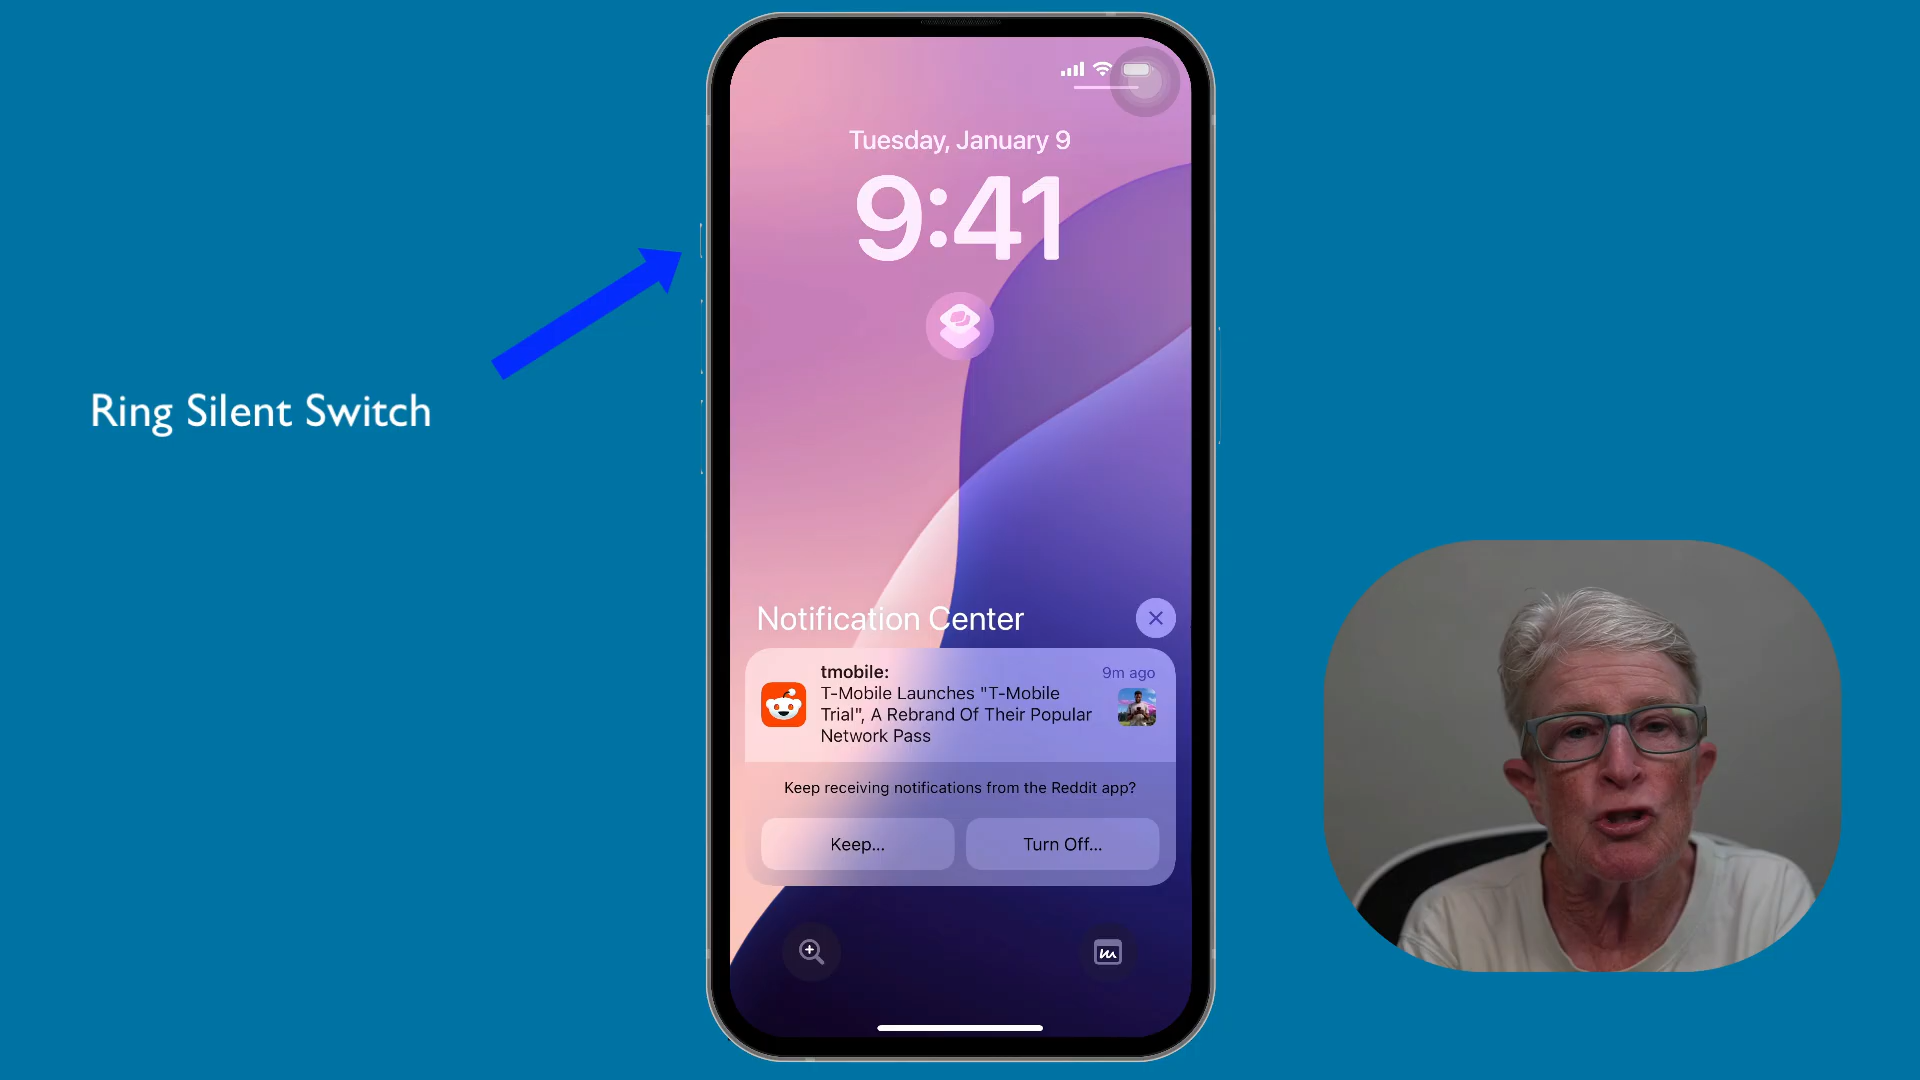 Tuesday, January 9
9:41
Ring Silent Switch
Notification Center
tmobile:
9m ago
T-Mobile Launches "T-Mobile
Trial", A Rebrand Of Their Popular
Network Pass
Keep receiving notifications from the Reddit app?
Keep...
Turn Off...